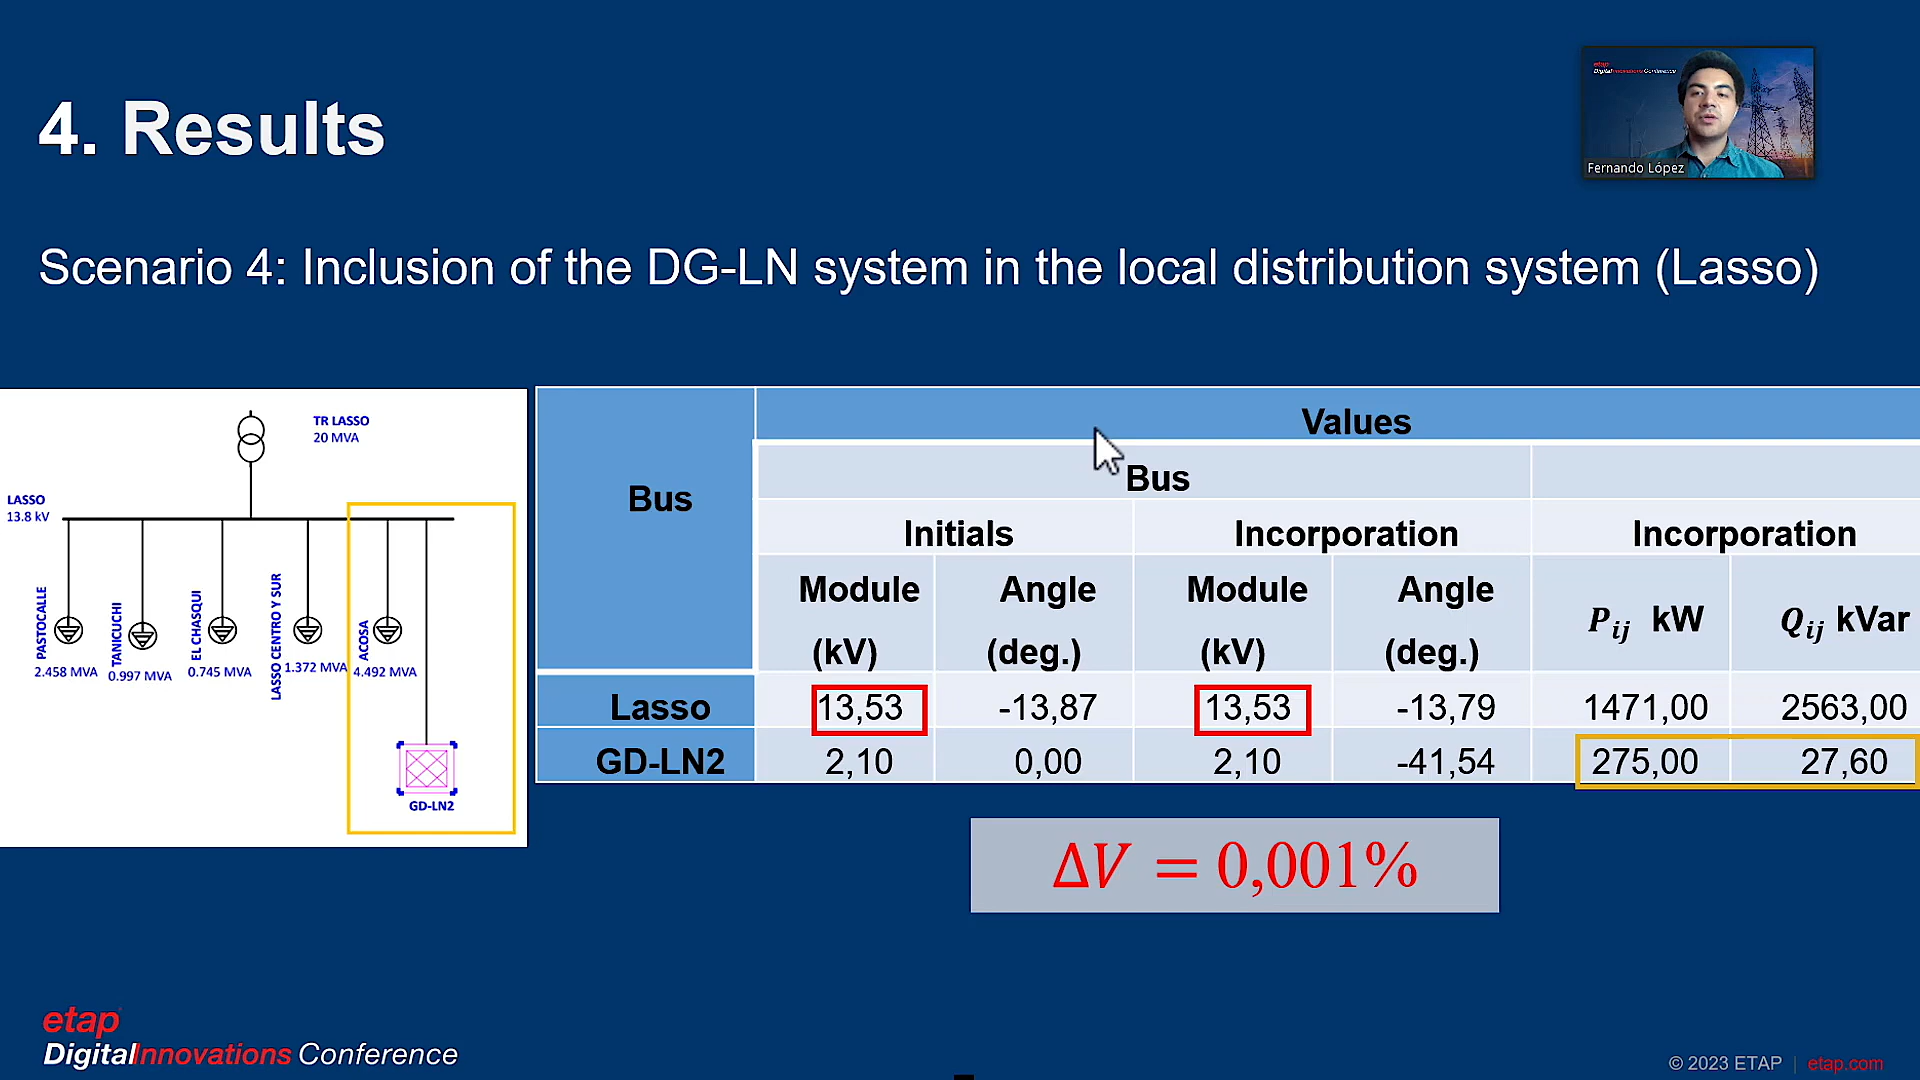 4. Results
etap
DigitalInnovations Conference
Fernando López
Scenario 4: Inclusion of the DG-LN system in the local distribution system (Lasso)
TR LASSO
20 MVA
LASSO
13.8 kV
PASTOCALLE
2.458 MVA
TANICUCHI
0.997 MVA
EL CHASQUI
0.745 MVA
LASSO CENTRO Y SUR
1.372 MVA
ACOSA
4.492 MVA
GD-LN2
Bus Values
Bus
Initials Incorporation Incorporation
Module (kV) Angle (deg.) Module (kV) Angle (deg.) Pij kW Qij kVar
Lasso 13,53 -13,87 13,53 -13,79 1471,00 2563,00
GD-LN2 2,10 0,00 2,10 -41,54 275,00 27,60
ΔV = 0,001%
etap
DigitalInnovations Conference
© 2023 ETAP | etap.com